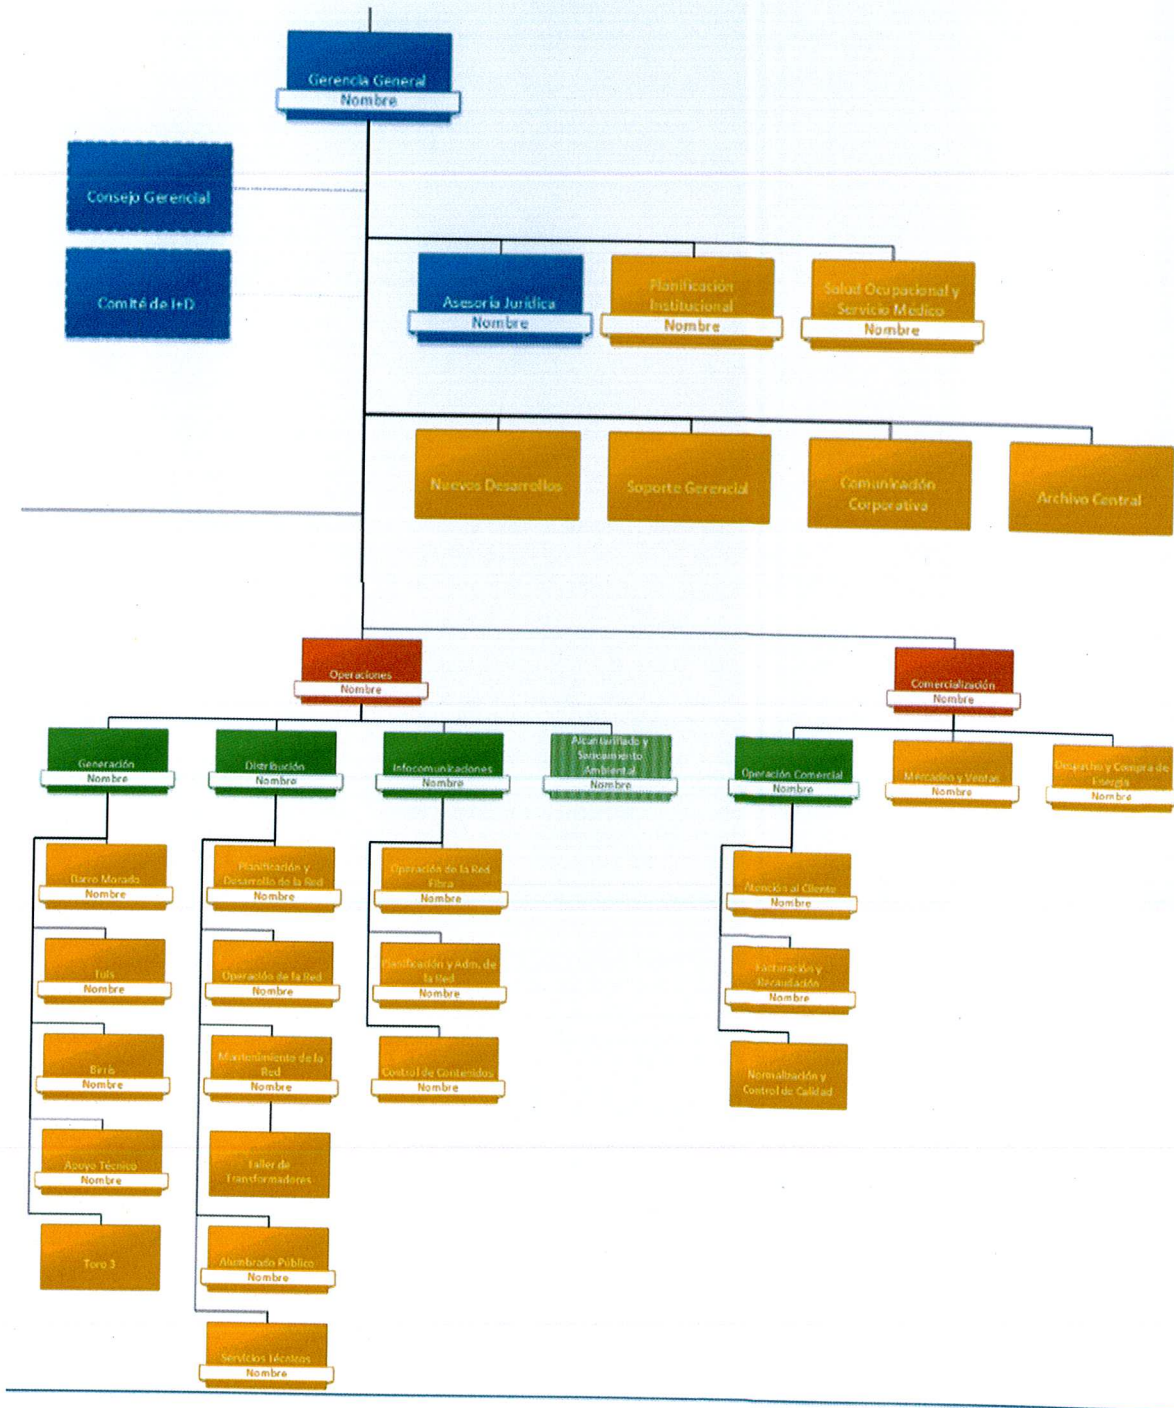 Gerencia General
Nombre
Consejo Gerencial
Comité de I+D
Asesoría Jurídica
Nombre
Planificación
Institucional
Nombre
Salud Ocupacional y
Servicio Médico
Nombre
Nuevos Desarrollos
Soporte Gerencial
Comunicación
Corporativa
Archivo Central
Operaciones
Nombre
Comercialización
Nombre
Generación
Nombre
Distribución
Nombre
Infocomunicaciones
Nombre
Alcantarillado y
Saneamiento
Ambiental
Nombre
Operación Comercial
Nombre
Mercadeo y Ventas
Nombre
Despacho y Compra de
Energía
Nombre
Barro Morado
Nombre
Tuis
Nombre
Birrís
Nombre
Apoyo Técnico
Nombre
Toro 3
Planificación y
Desarrollo de la Red
Nombre
Operación de la Red
Nombre
Mantenimiento de la
Red
Nombre
Taller de
Transformadores
Alumbrado Público
Nombre
Servicios Técnicos
Nombre
Operación de la Red
Fibra
Nombre
Planificación y Adm. de
la Red
Nombre
Control de Contenidos
Nombre
Atención al Cliente
Nombre
Facturación y
Recaudación
Nombre
Normalización y
Control de Calidad